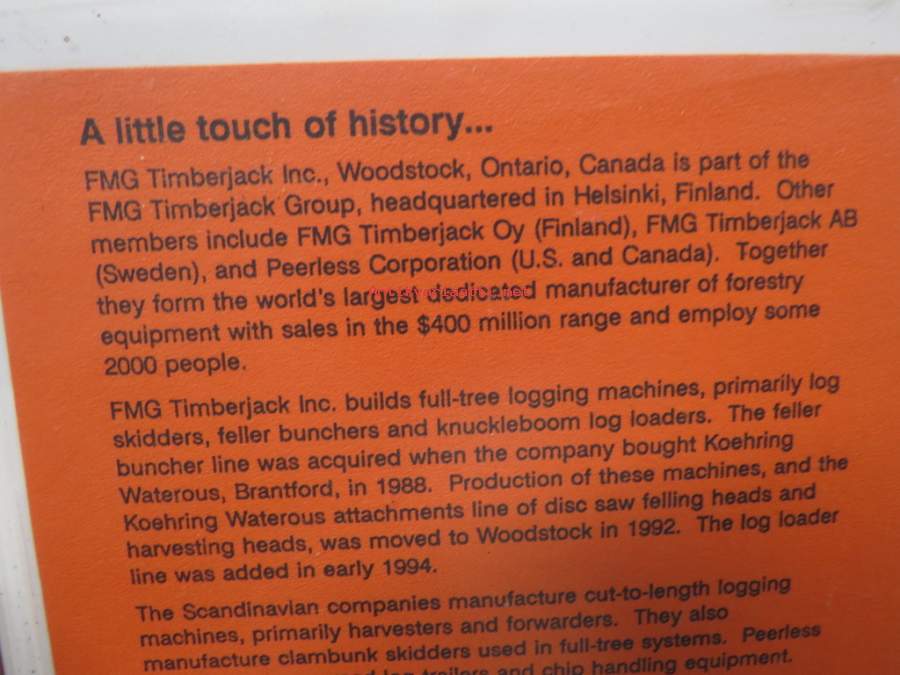 A little touch of history...
FMG Timberjack Inc., Woodstock, Ontario, Canada is part of the
FMG Timberjack Group, headquartered in Helsinki, Finland. Other
members include FMG Timberjack Oy (Finland), FMG Timberjack AB
(Sweden), and Peerless Corporation (U.S. and Canada). Together
they form the world's largest dedicated manufacturer of forestry
equipment with sales in the $400 million range and employ some
2000 people.
FMG Timberjack Inc. builds full-tree logging machines, primarily log
skidders, feller bunchers and knuckleboom log loaders. The feller
buncher line was acquired when the company bought Koehring
Waterous, Brantford, in 1988. Production of these machines, and the
Koehring Waterous attachments line of disc saw felling heads and
harvesting heads, was moved to Woodstock in 1992. The log loader
line was added in early 1994.
The Scandinavian companies manufacture cut-to-length logging
machines, primarily harvesters and forwarders. They also
manufacture clambunk skidders used in full-tree systems. Peerless
log trailers and chip handling equipment.